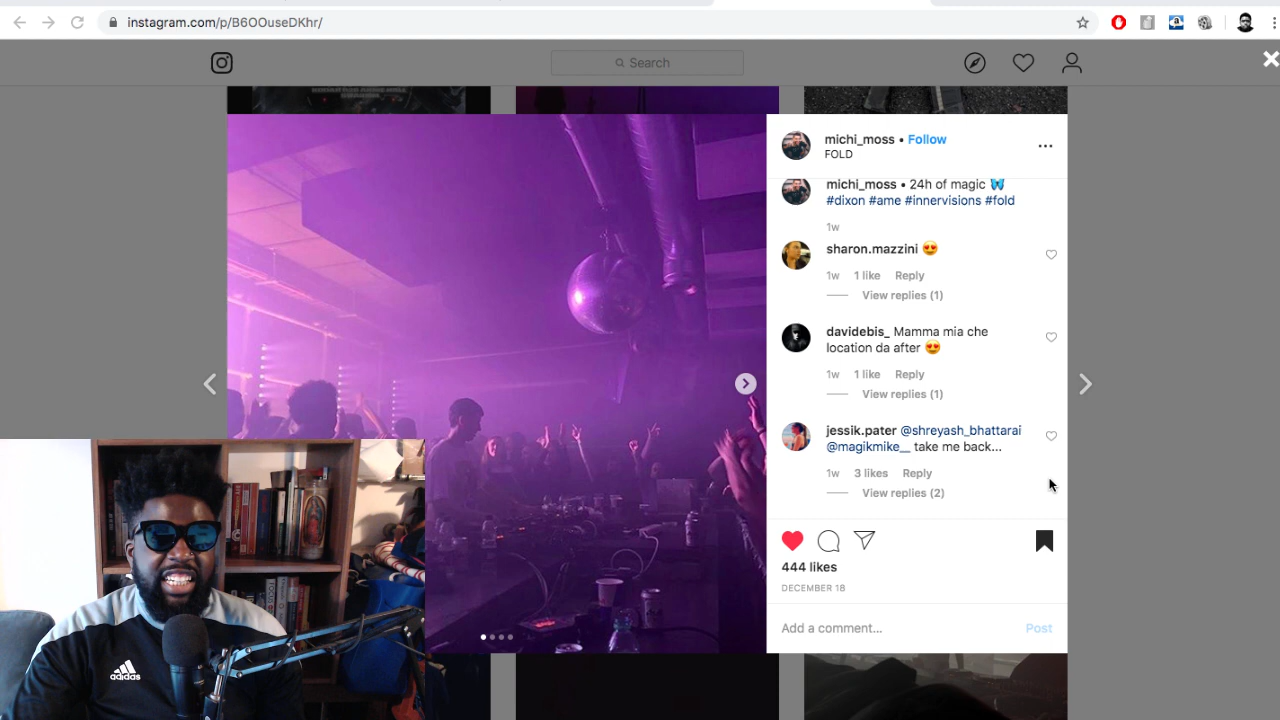 instagram.com/p/B6OOuseDKhr/
Search
michi_moss • Follow
FOLD
michi_moss • 24h of magic 🦋
#dixon #ame #innervisions #fold
1w
sharon.mazzini 😍
1w 1 like Reply
View replies (1)
davidebis_ Mamma mia che
location da after 😍
1w 1 like Reply
View replies (1)
jessik.pater @shreyash_bhattarai
@magikmike__ take me back...
1w 3 likes Reply
View replies (2)
444 likes
DECEMBER 18
Add a comment... Post
adidas